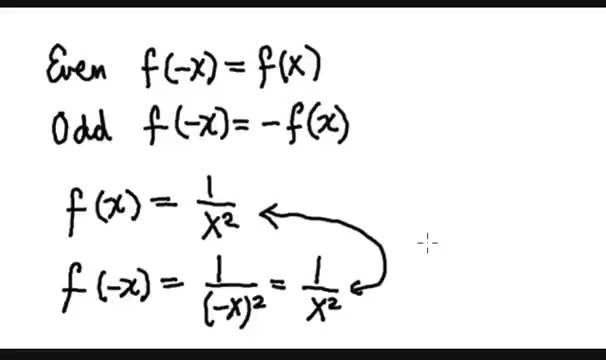 Even f(-x) = f(x)
Odd f(-x) = -f(x)
f(x) = 1/x²
f(-x) = 1/(-x)² = 1/x²